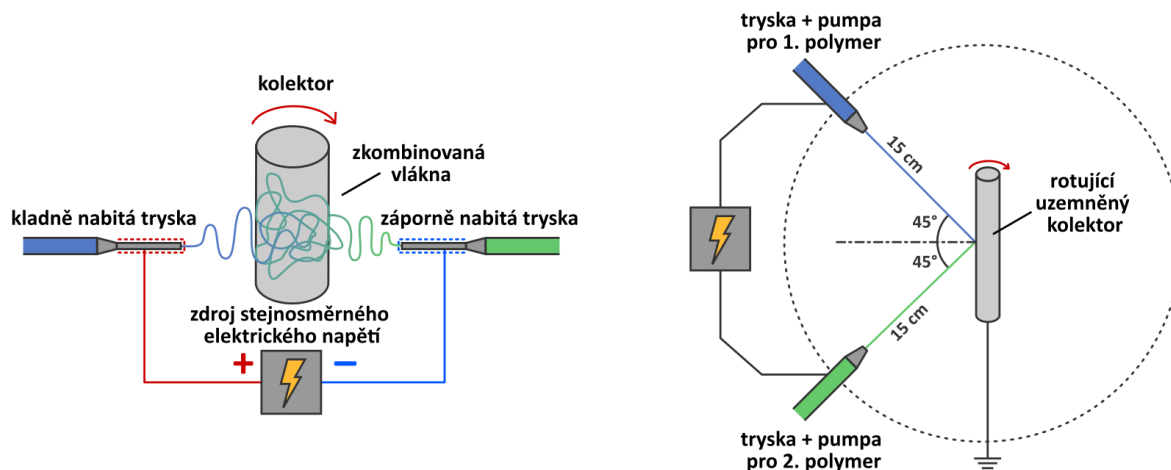 kolektor
zkombinovaná
vlákna
kladně nabitá tryska
záporně nabitá tryska
zdroj stejnosměrného
elektrického napětí
+
−
tryska + pumpa
pro 1. polymer
15 cm
45°
45°
15 cm
rotující
uzemněný
kolektor
tryska + pumpa
pro 2. polymer